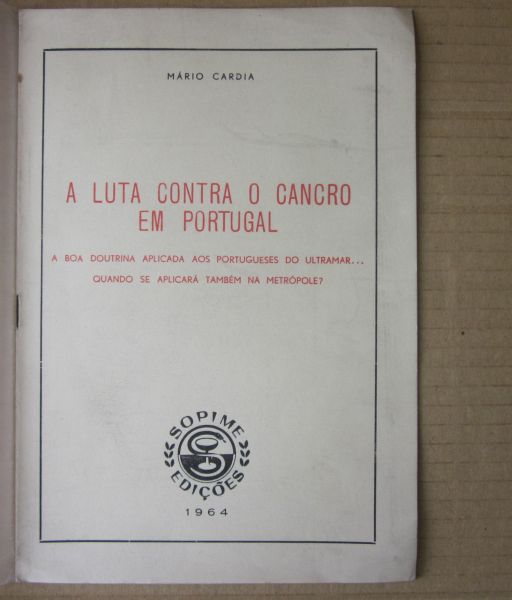 MÁRIO CARDIA
A LUTA CONTRA O CANCRO
EM PORTUGAL
A BOA DOUTRINA APLICADA AOS PORTUGUESES DO ULTRAMAR...
QUANDO SE APLICARÁ TAMBÉM NA METRÓPOLE?
SOPIME
EDIÇÕES
1964